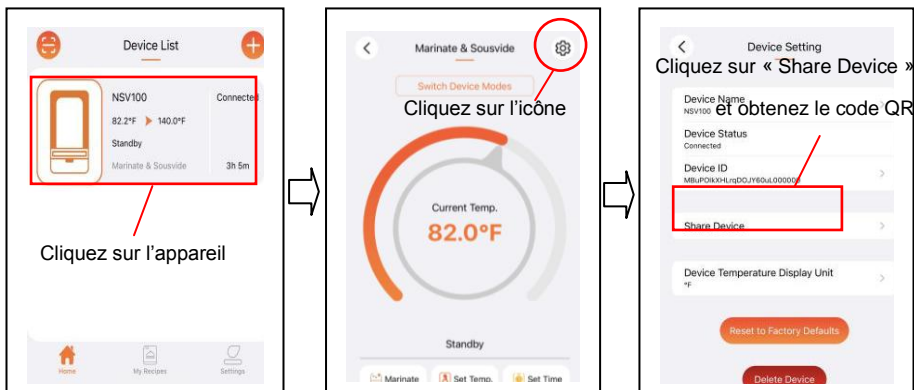 Device List
NSV100
Connected
82.2°F 140.0°F
Standby
Marinate & Sousvide
3h 5m
Cliquez sur l'appareil
Home
My Recipes
Settings
Marinate & Sousvide
Switch Device Modes
Cliquez sur l'icône
Current Temp.
82.0°F
Standby
Marinate
Set Temp.
Set Time
Device Setting
Cliquez sur « Share Device »
et obtenez le code QR
Device Name
NSV100
Device Status
Connected
Device ID
Share Device
Device Temperature Display Unit
°F
Reset to Factory Defaults
Delete Device